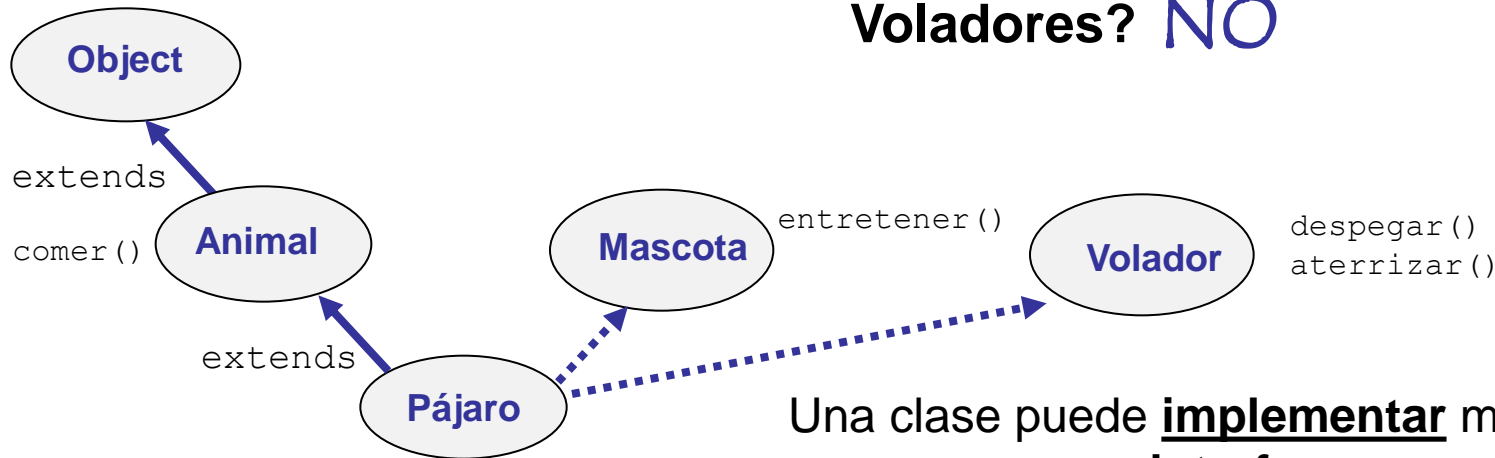 Voladores? NO
Object
extends
comer()
Animal
Mascota
entretener()
Volador
despegar()
aterrizar()
extends
Pájaro
Una clase puede implementar